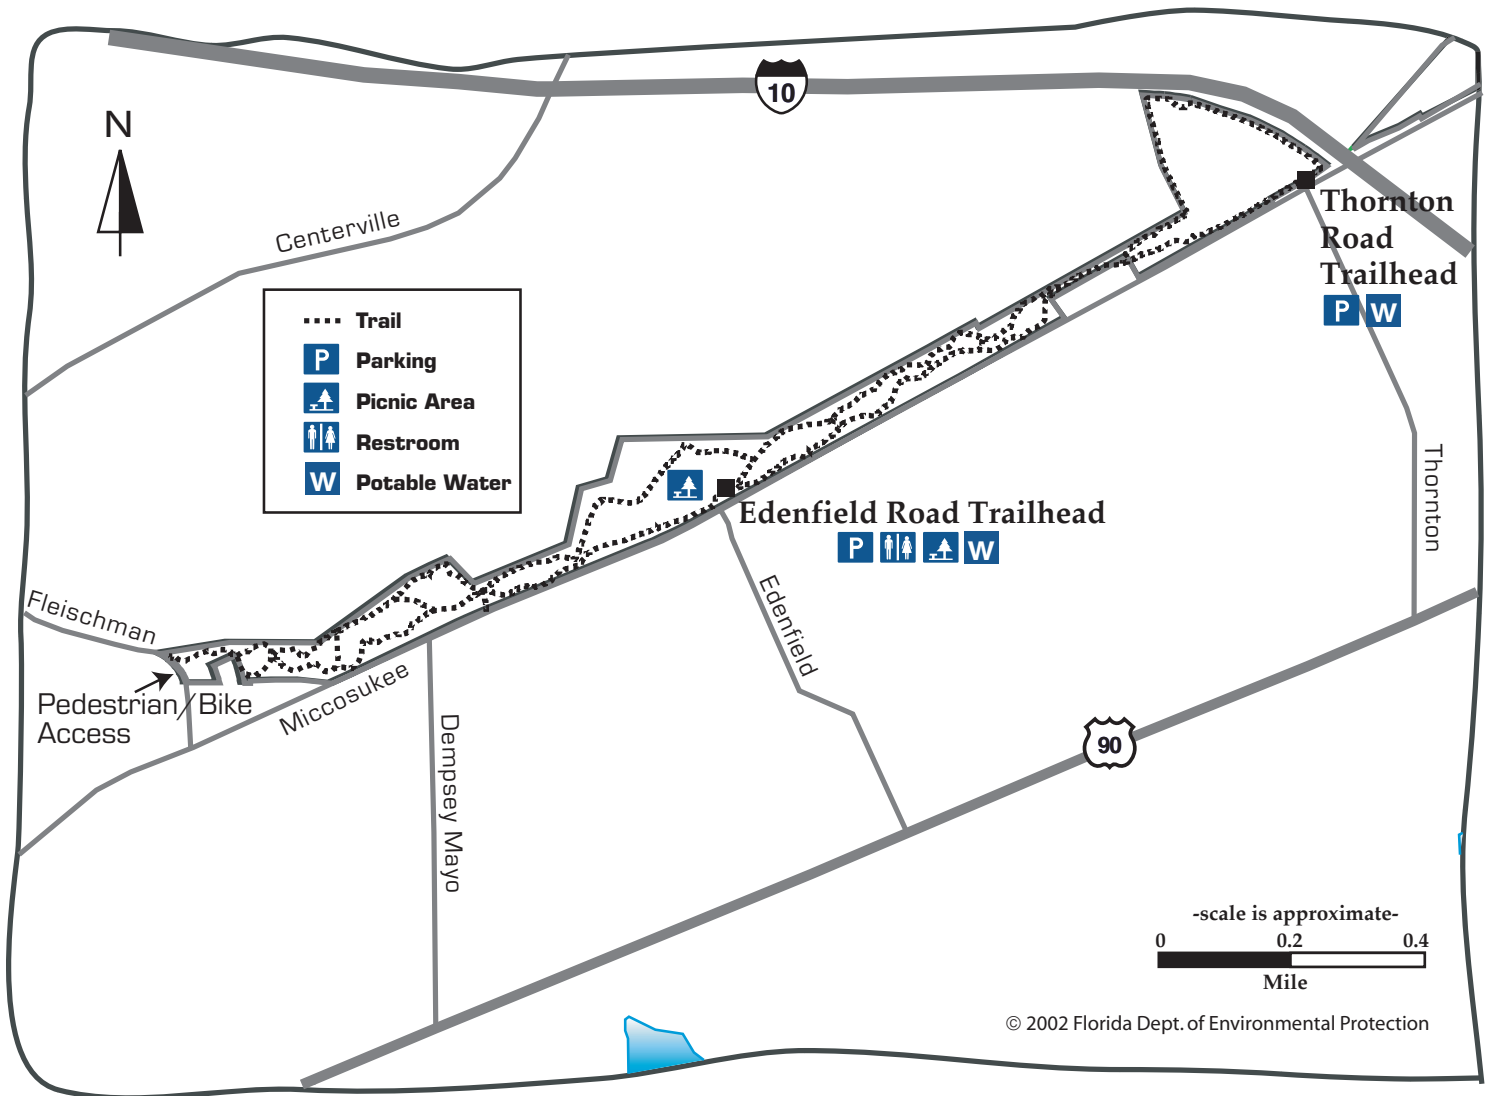 10
N
Centerville
Thornton
Road
Trailhead
P W
Trail
P Parking
Picnic Area
Restroom
W Potable Water
Thornton
Edenfield Road Trailhead
P W
Edenfield
Fleischman
Pedestrian/Bike
Access
Miccosukee
Dempsey Mayo
90
-scale is approximate-
0 0.2 0.4
Mile
© 2002 Florida Dept. of Environmental Protection